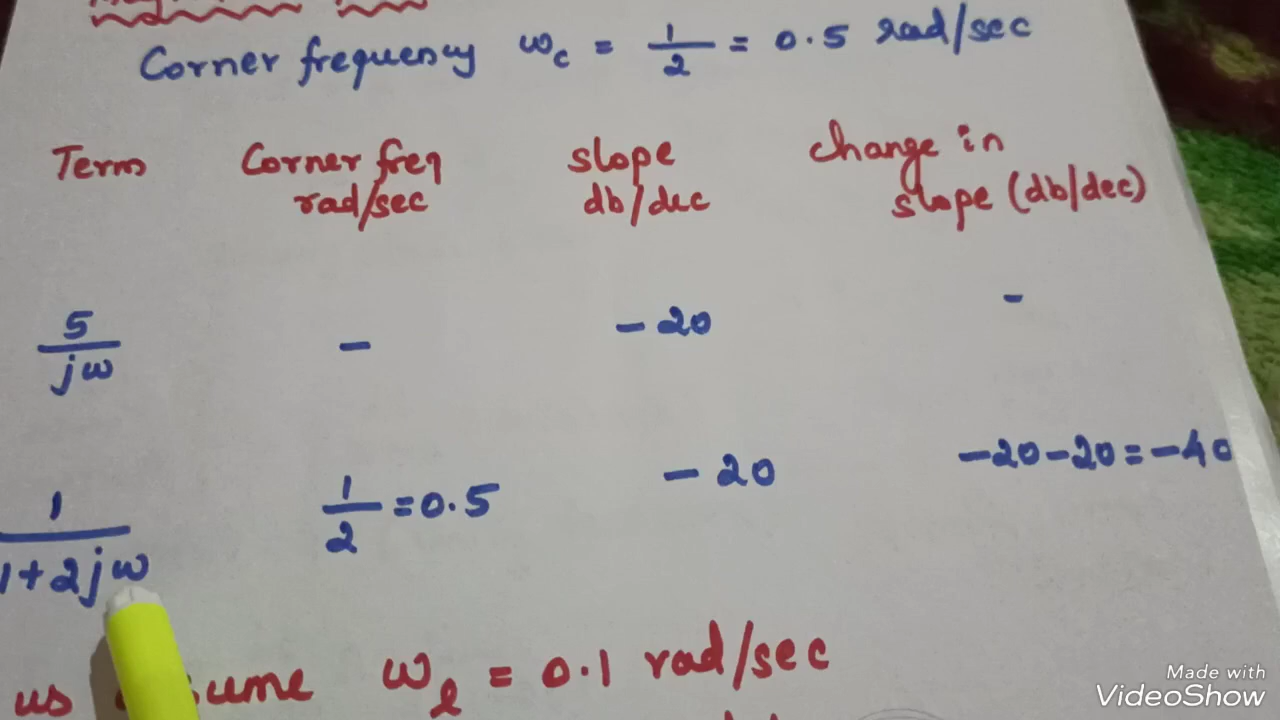 Corner frequency ωc = 1/2 = 0.5 rad/sec
Term Corner freq rad/sec slope db/dec change in slope (db/dec)
5/jω - -20 -
1/1+2jω 1/2 = 0.5 -20 -20-20=-40
us ωl = 0.1 rad/sec
Made with
VideoShow